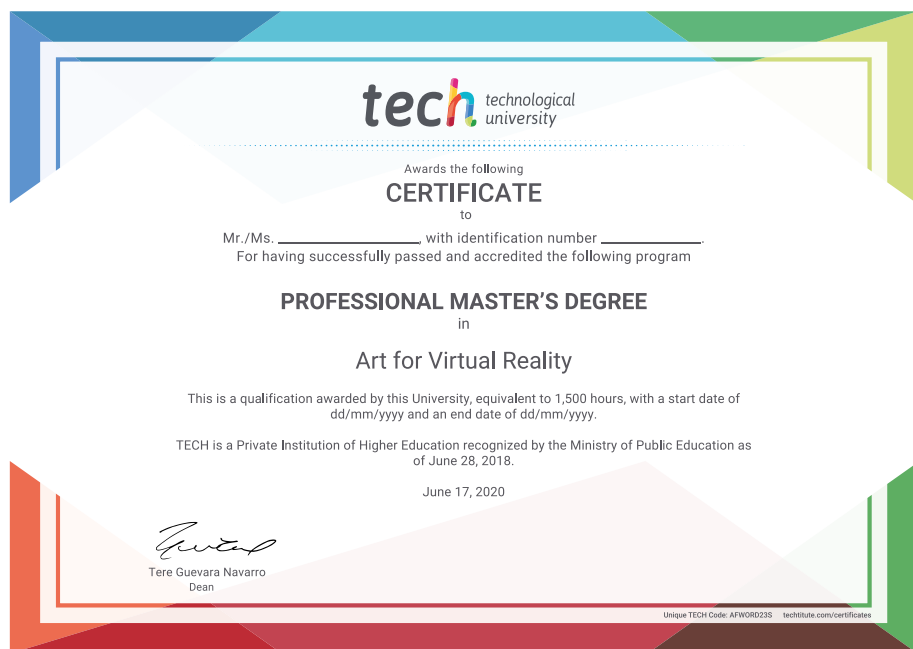 tech technological
university
Awards the following
CERTIFICATE
to
Mr./Ms. ____________________, with identification number ______________.
For having successfully passed and accredited the following program
PROFESSIONAL MASTER’S DEGREE
in
Art for Virtual Reality
This is a qualification awarded by this University, equivalent to 1,500 hours, with a start date of
dd/mm/yyyy and an end date of dd/mm/yyyy.
TECH is a Private Institution of Higher Education recognized by the Ministry of Public Education as
of June 28, 2018.
June 17, 2020
Tere Guevara Navarro
Dean
Unique TECH Code: AFWORD23S techtitute.com/certificates